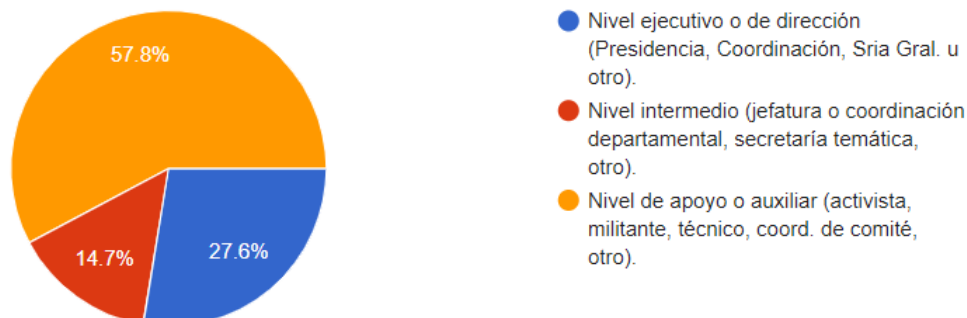 57.8%
14.7%
27.6%
Nivel ejecutivo o de dirección
(Presidencia, Coordinación, Sria Gral. u
otro).
Nivel intermedio (jefatura o coordinación
departamental, secretaría temática,
otro).
Nivel de apoyo o auxiliar (activista,
militante, técnico, coord. de comité,
otro).